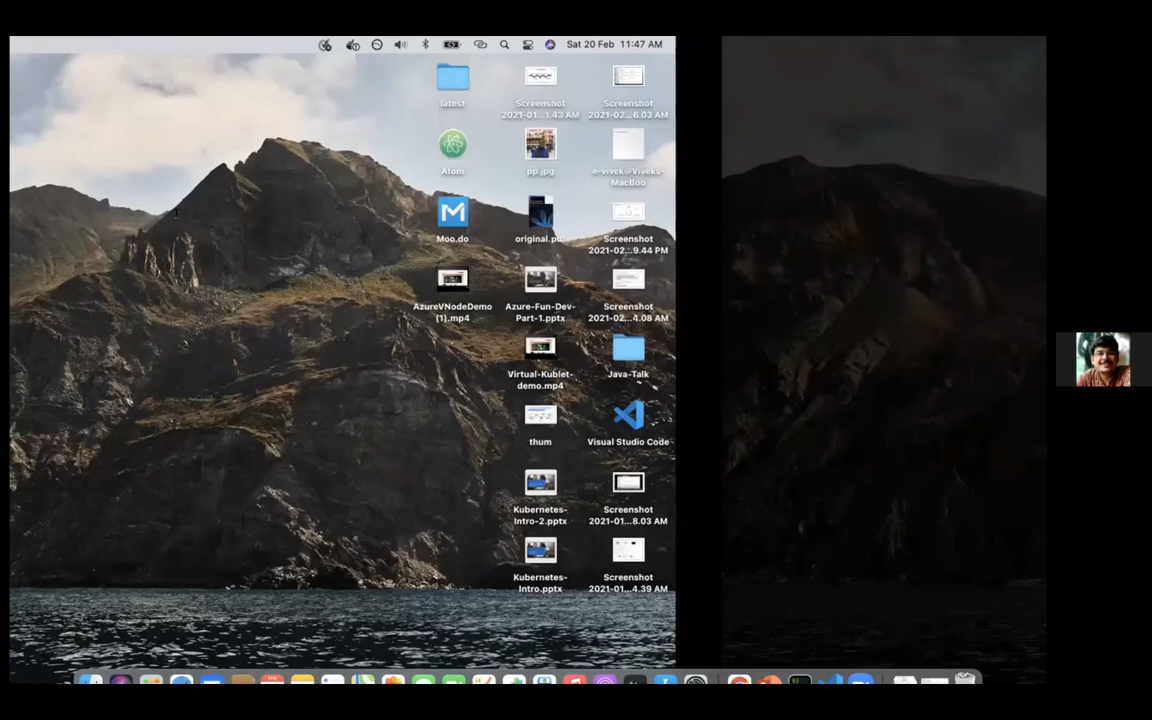 Sat 20 Feb 11:47 AM
latest
Screenshot
2021-01...1.43 AM
Screenshot
2021-02...6.03 AM
Atom
pp.jpg
e-vivek@Viveks-
MacBoo
Moo.do
Screenshot
2021-02...9.44 PM
AzureVNodeDemo
(1).mp4
Azure-Fun-Dev-
Part-1.pptx
Screenshot
2021-02...4.08 AM
Virtual-Kublet-
demo.mp4
Java-Talk
thum
Visual Studio Code
Kubernetes-
Intro-2.pptx
Screenshot
2021-01...8.03 AM
Kubernetes-
Intro.pptx
Screenshot
2021-01...4.39 AM